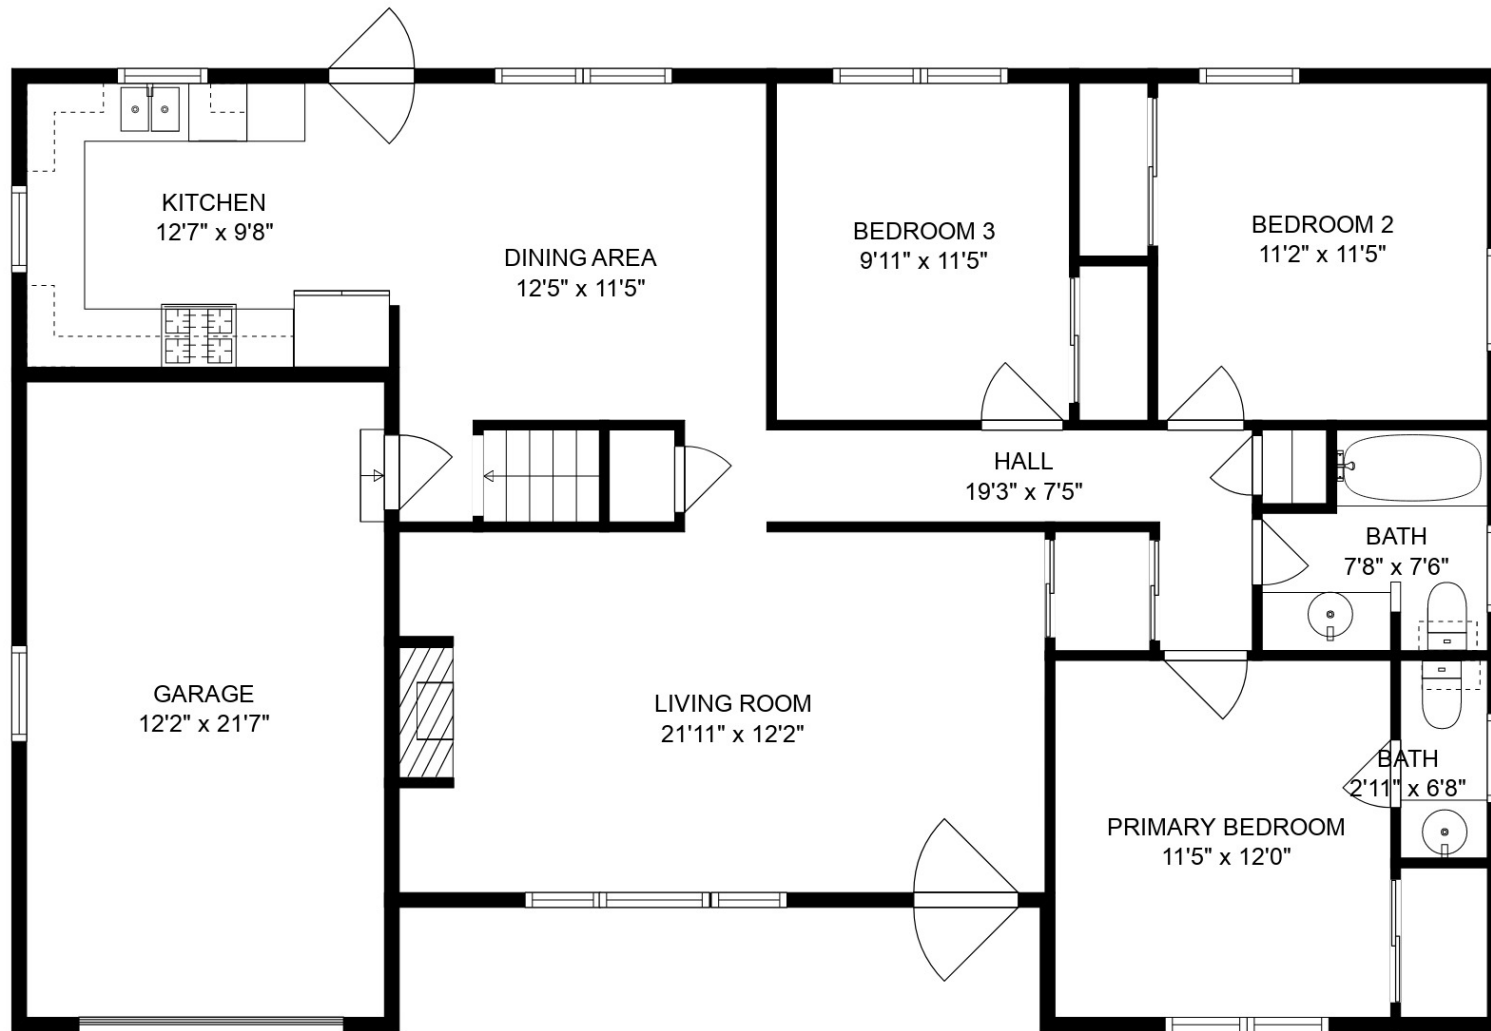 KITCHEN
12'7" x 9'8"
DINING AREA
12'5" x 11'5"
BEDROOM 3
9'11" x 11'5"
BEDROOM 2
11'2" x 11'5"
HALL
19'3" x 7'5"
BATH
7'8" x 7'6"
GARAGE
12'2" x 21'7"
LIVING ROOM
21'11" x 12'2"
BATH
2'11" x 6'8"
PRIMARY BEDROOM
11'5" x 12'0"